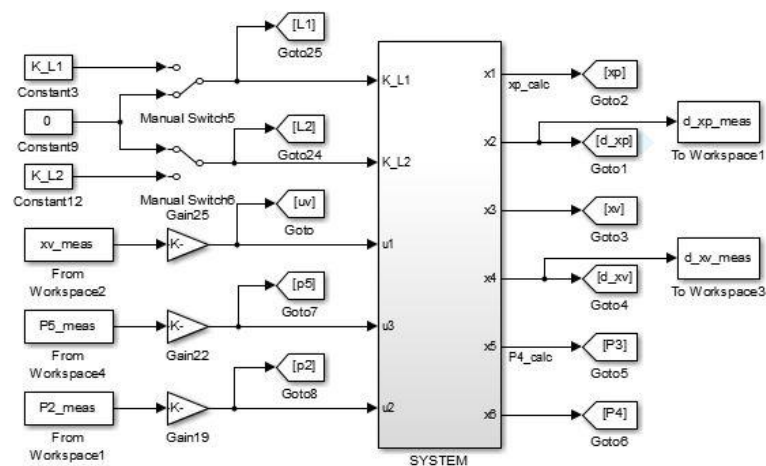 [L1]
Goto25
K_L1
Constant3
Manual Switch5
0
Constant9
[L2]
Goto24
K_L2
Constant12
Manual Switch6
Gain25
[uv]
Goto
xv_meas
-K-
From
Workspace2
[p5]
Goto7
P5_meas
-K-
From
Workspace4
Gain22
[p2]
Goto8
P2_meas
-K-
From
Workspace1
Gain19
K_L1
K_L2
u1
u3
u2
x1
x2
x3
x4
x5
x6
SYSTEM
xp_calc
[xp]
Goto2
d_xp_meas
To Workspace1
[d_xp]
Goto1
[xv]
Goto3
d_xv_meas
To Workspace3
[d_xv]
Goto4
P4_calc
[P3]
Goto5
[P4]
Goto6